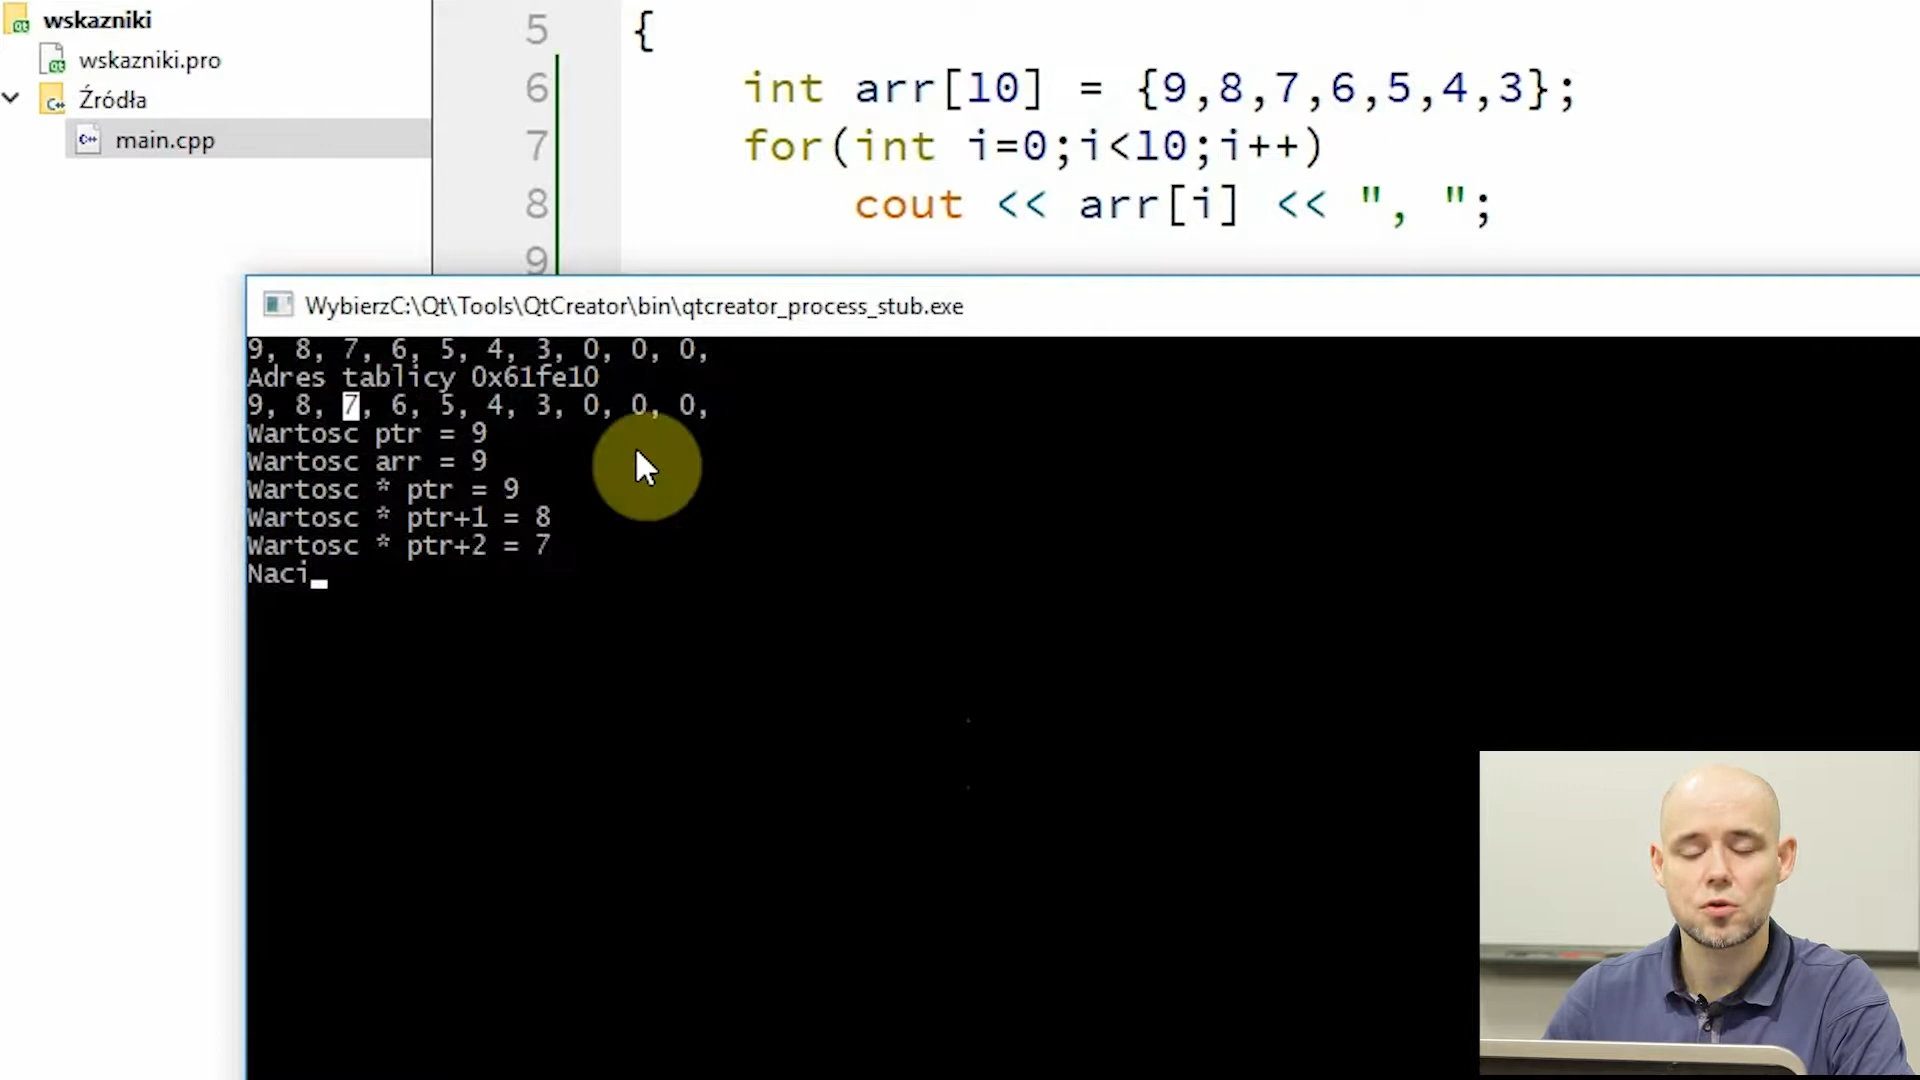 wskazniki
wskazniki.pro
Źródła
main.cpp
5 {
6 int arr[10] = {9,8,7,6,5,4,3};
7 for(int i=0;i<10;i++)
8 cout << arr[i] << ", ";
9
WybierzC:\Qt\Tools\QtCreator\bin\qtcreator_process_stub.exe
9, 8, 7, 6, 5, 4, 3, 0, 0, 0,
Adres tablicy 0x61fe10
9, 8, 7, 6, 5, 4, 3, 0, 0, 0,
Wartosc ptr = 9
Wartosc arr = 9
Wartosc * ptr = 9
Wartosc * ptr+1 = 8
Wartosc * ptr+2 = 7
Naci